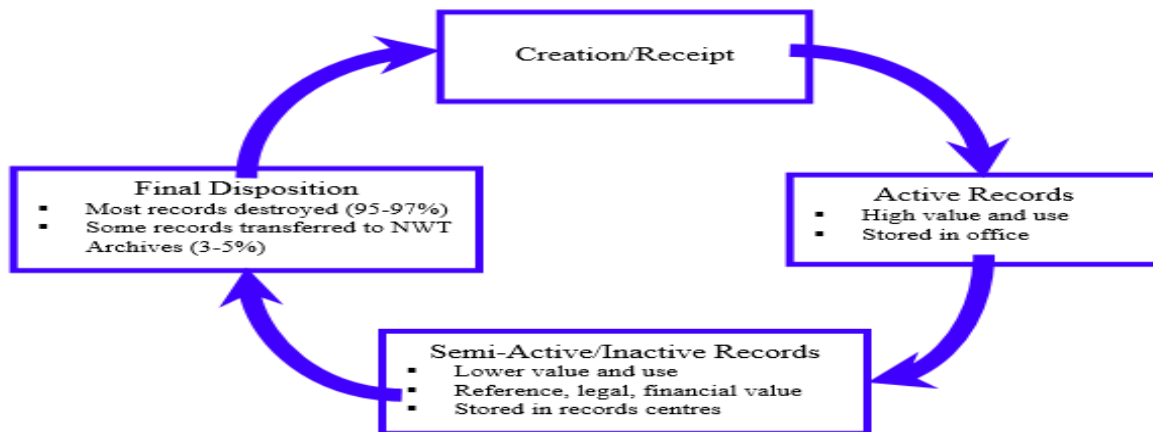 Creation/Receipt
Active Records
▪ High value and use
▪ Stored in office
Semi-Active/Inactive Records
▪ Lower value and use
▪ Reference, legal, financial value
▪ Stored in records centres
Final Disposition
▪ Most records destroyed (95-97%)
▪ Some records transferred to NWT
Archives (3-5%)